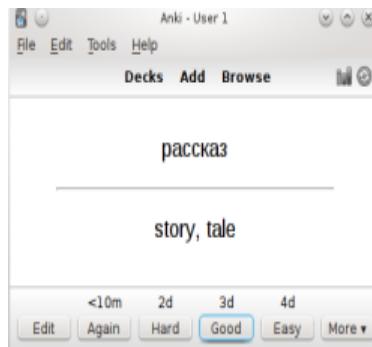 Anki - User 1
File Edit Tools Help
Decks Add Browse
рассказ
story, tale
<10m 2d 3d 4d
Edit Again Hard Good Easy More ▾